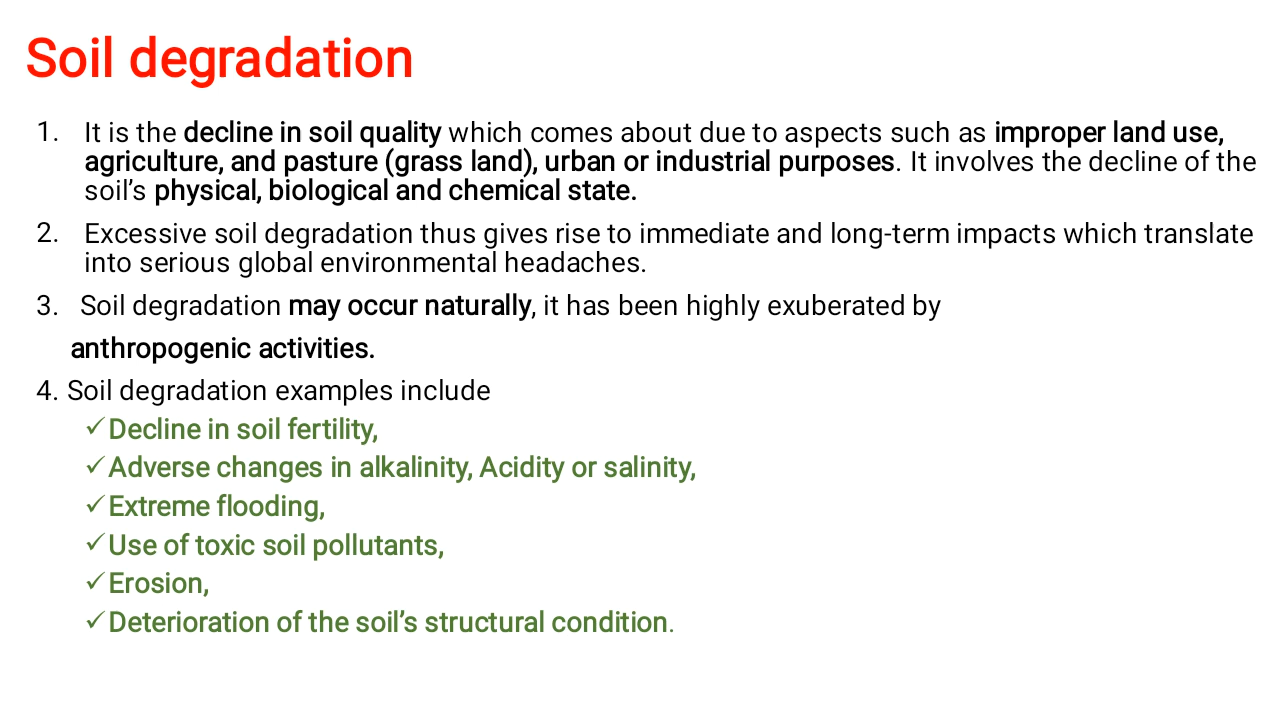 Soil degradation
1. It is the decline in soil quality which comes about due to aspects such as improper land use,
agriculture, and pasture (grass land), urban or industrial purposes. It involves the decline of the
soil’s physical, biological and chemical state.
2. Excessive soil degradation thus gives rise to immediate and long-term impacts which translate
into serious global environmental headaches.
3. Soil degradation may occur naturally, it has been highly exuberated by
anthropogenic activities.
4. Soil degradation examples include
✓Decline in soil fertility,
✓Adverse changes in alkalinity, Acidity or salinity,
✓Extreme flooding,
✓Use of toxic soil pollutants,
✓Erosion,
✓Deterioration of the soil’s structural condition.